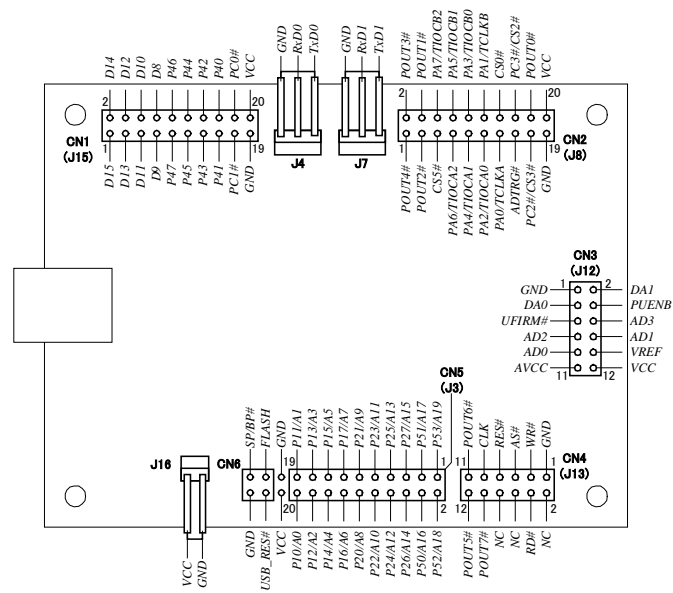 D14
D12
D10
D8
P46
P44
P42
P40
PC0#
VCC
2
20
CN1
(J15)
1
19
D15
D13
D11
D9
P47
P45
P43
P41
PC1#
GND
GND
RxD0
TxD0
J4
GND
RxD1
TxD1
J7
POUT3#
POUT1#
PA7/TIOCB2
PA5/TIOCB1
PA3/TIOCB0
PA1/TCLKB
CS0#
PC3#/CS2#
POUT0#
VCC
2
20
CN2
(J8)
1
19
POUT4#
POUT2#
CS5#
PA6/TIOCA2
PA4/TIOCA1
PA2/TIOCA0
PA0/TCLKA
ADTRG#
PC2#/CS3#
GND
CN3
(J12)
GND 1 2 DA1
DA0 PUENB
UFIRM# AD3
AD2 AD1
AD0 VREF
AVCC 11 12 VCC
J16
VCC
GND
CN6
SP/BP#
FLASH
GND
GND
USB_RES#
VCC
CN5
(J3)
P11/A1
P13/A3
P15/A5
P17/A7
P21/A9
P23/A11
P25/A13
P27/A15
P51/A17
P53/A19
19
1
20
2
P10/A0
P12/A2
P14/A4
P16/A6
P20/A8
P22/A10
P24/A12
P26/A14
P50/A16
P52/A18
POUT6#
CLK
RES#
AS#
WR#
GND
11
1
CN4
(J13)
12
2
POUT5#
POUT7#
NC
NC
RD#
NC